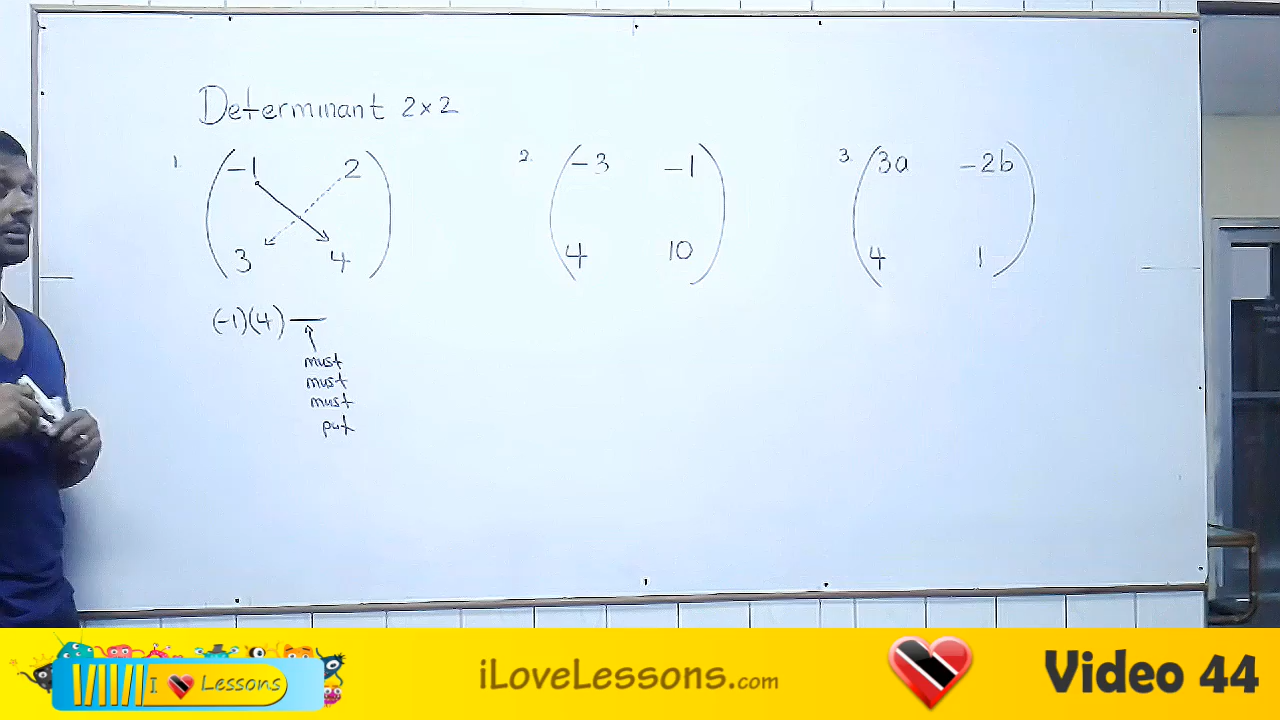 Determinant 2×2
1. (-1 2
3 4)
2. (-3 -1
4 10)
3. (3a -2b
4 1)
(-1)(4) —
must
must
must
put
I Lessons
iLoveLessons.com
Video 44